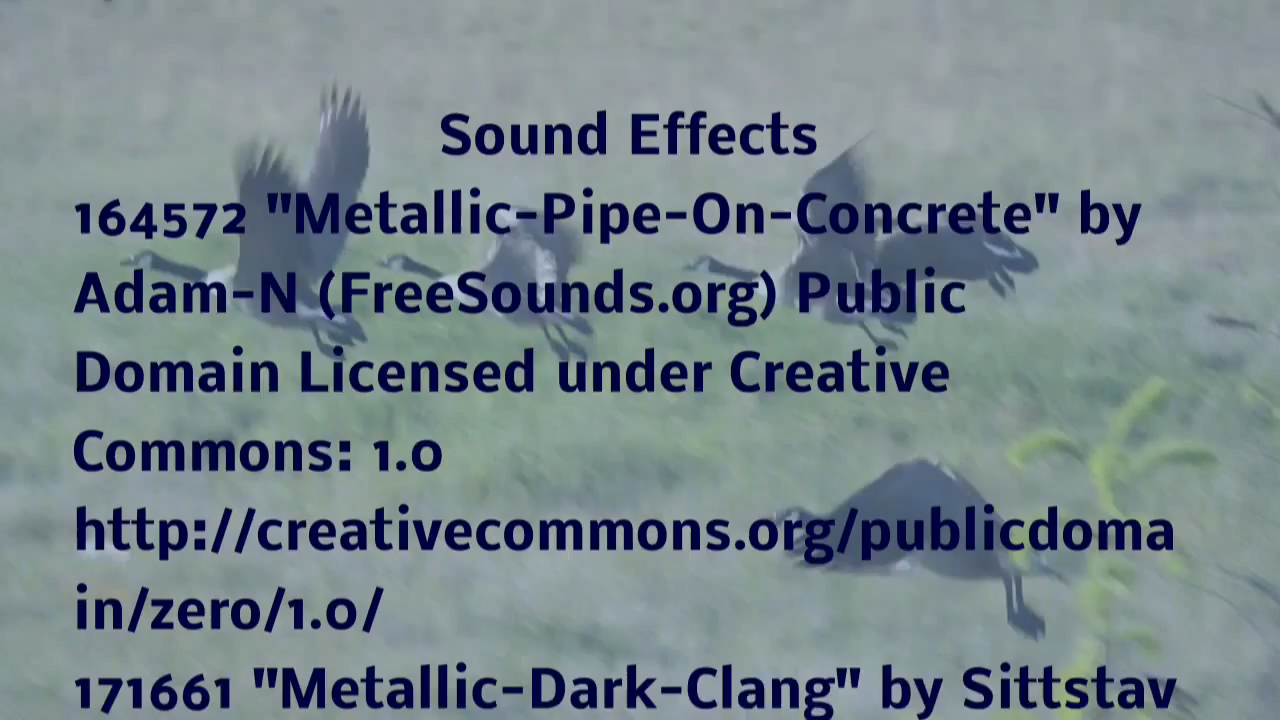 Sound Effects
164572 "Metallic-Pipe-On-Concrete" by
Adam-N (FreeSounds.org) Public
Domain Licensed under Creative
Commons: 1.0
http://creativecommons.org/publicdoma
in/zero/1.0/
171661 "Metallic-Dark-Clang" by Sittstav